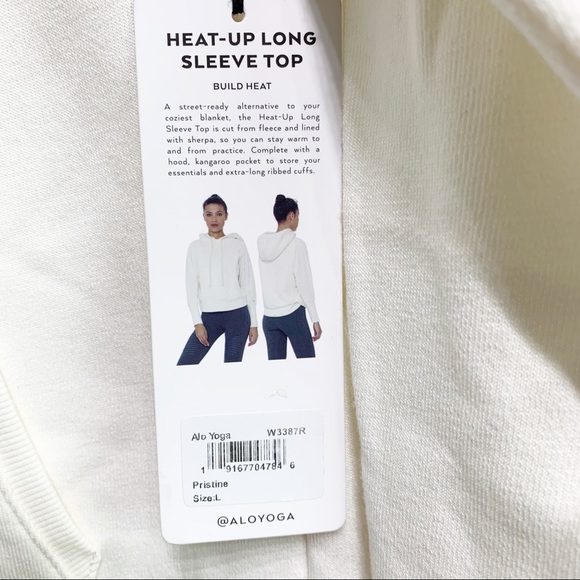 HEAT-UP LONG
SLEEVE TOP
BUILD HEAT
A street-ready alternative to your
coziest blanket, the Heat-Up Long
Sleeve Top is cut from fleece and lined
with sherpa, so you can stay warm to
and from practice. Complete with a
hood, kangaroo pocket to store your
essentials and extra-long ribbed cuffs.
Alo Yoga W3387R
1 91677 04784 6
Pristine
Size:L
@ALOYOGA